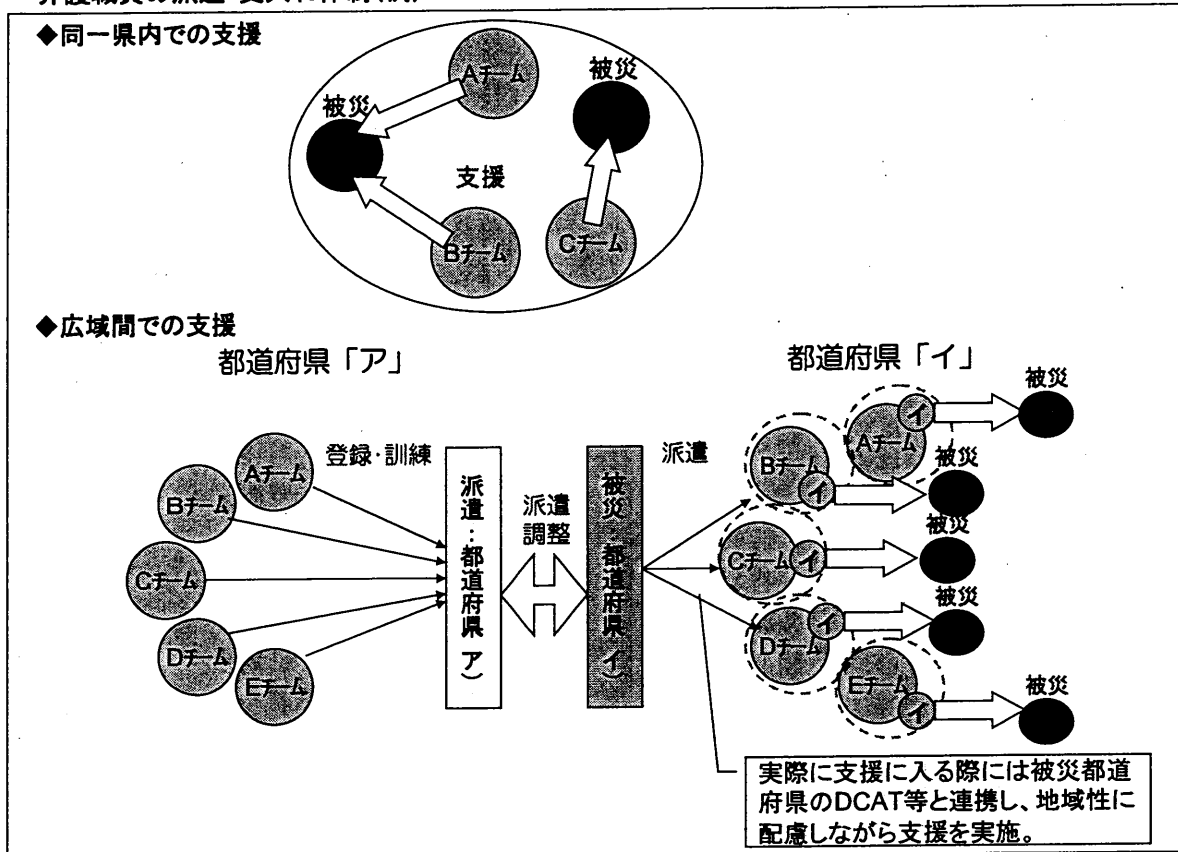 ◆同一県内での支援
Aチーム
被災
被災
支援
Bチーム
Cチーム
◆広域間での支援
都道府県「ア」
都道府県「イ」
登録・訓練
Aチーム
Bチーム
Cチーム
Dチーム
Eチーム
派遣:都道府県 ア)
派遣
調整
被災:都道府県 イ)
派遣
Aチーム
イ
被災
Bチーム
イ
被災
Cチーム
イ
被災
Dチーム
イ
被災
Eチーム
イ
被災
実際に支援に入る際には被災都道
府県のDCAT等と連携し、地域性に
配慮しながら支援を実施。